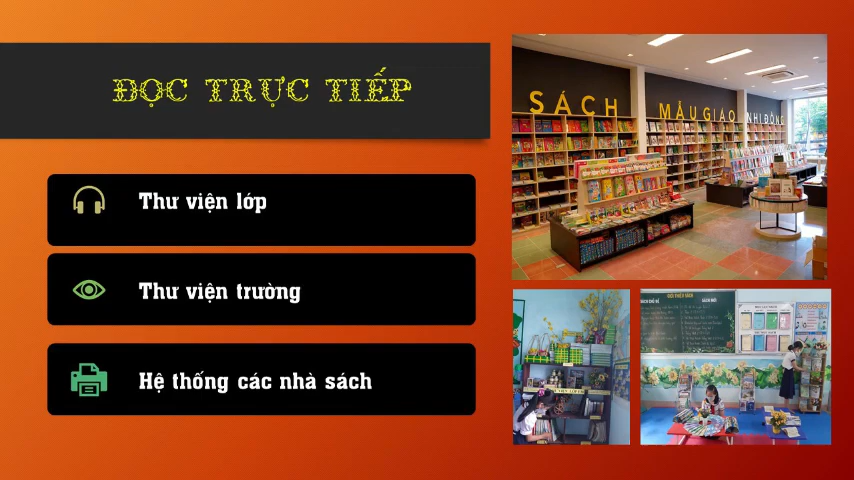 ĐỌC TRỰC TIẾP
Thư viện lớp
Thư viện trường
Hệ thống các nhà sách
SÁCH
MẪU GIÁO NHI ĐỒNG